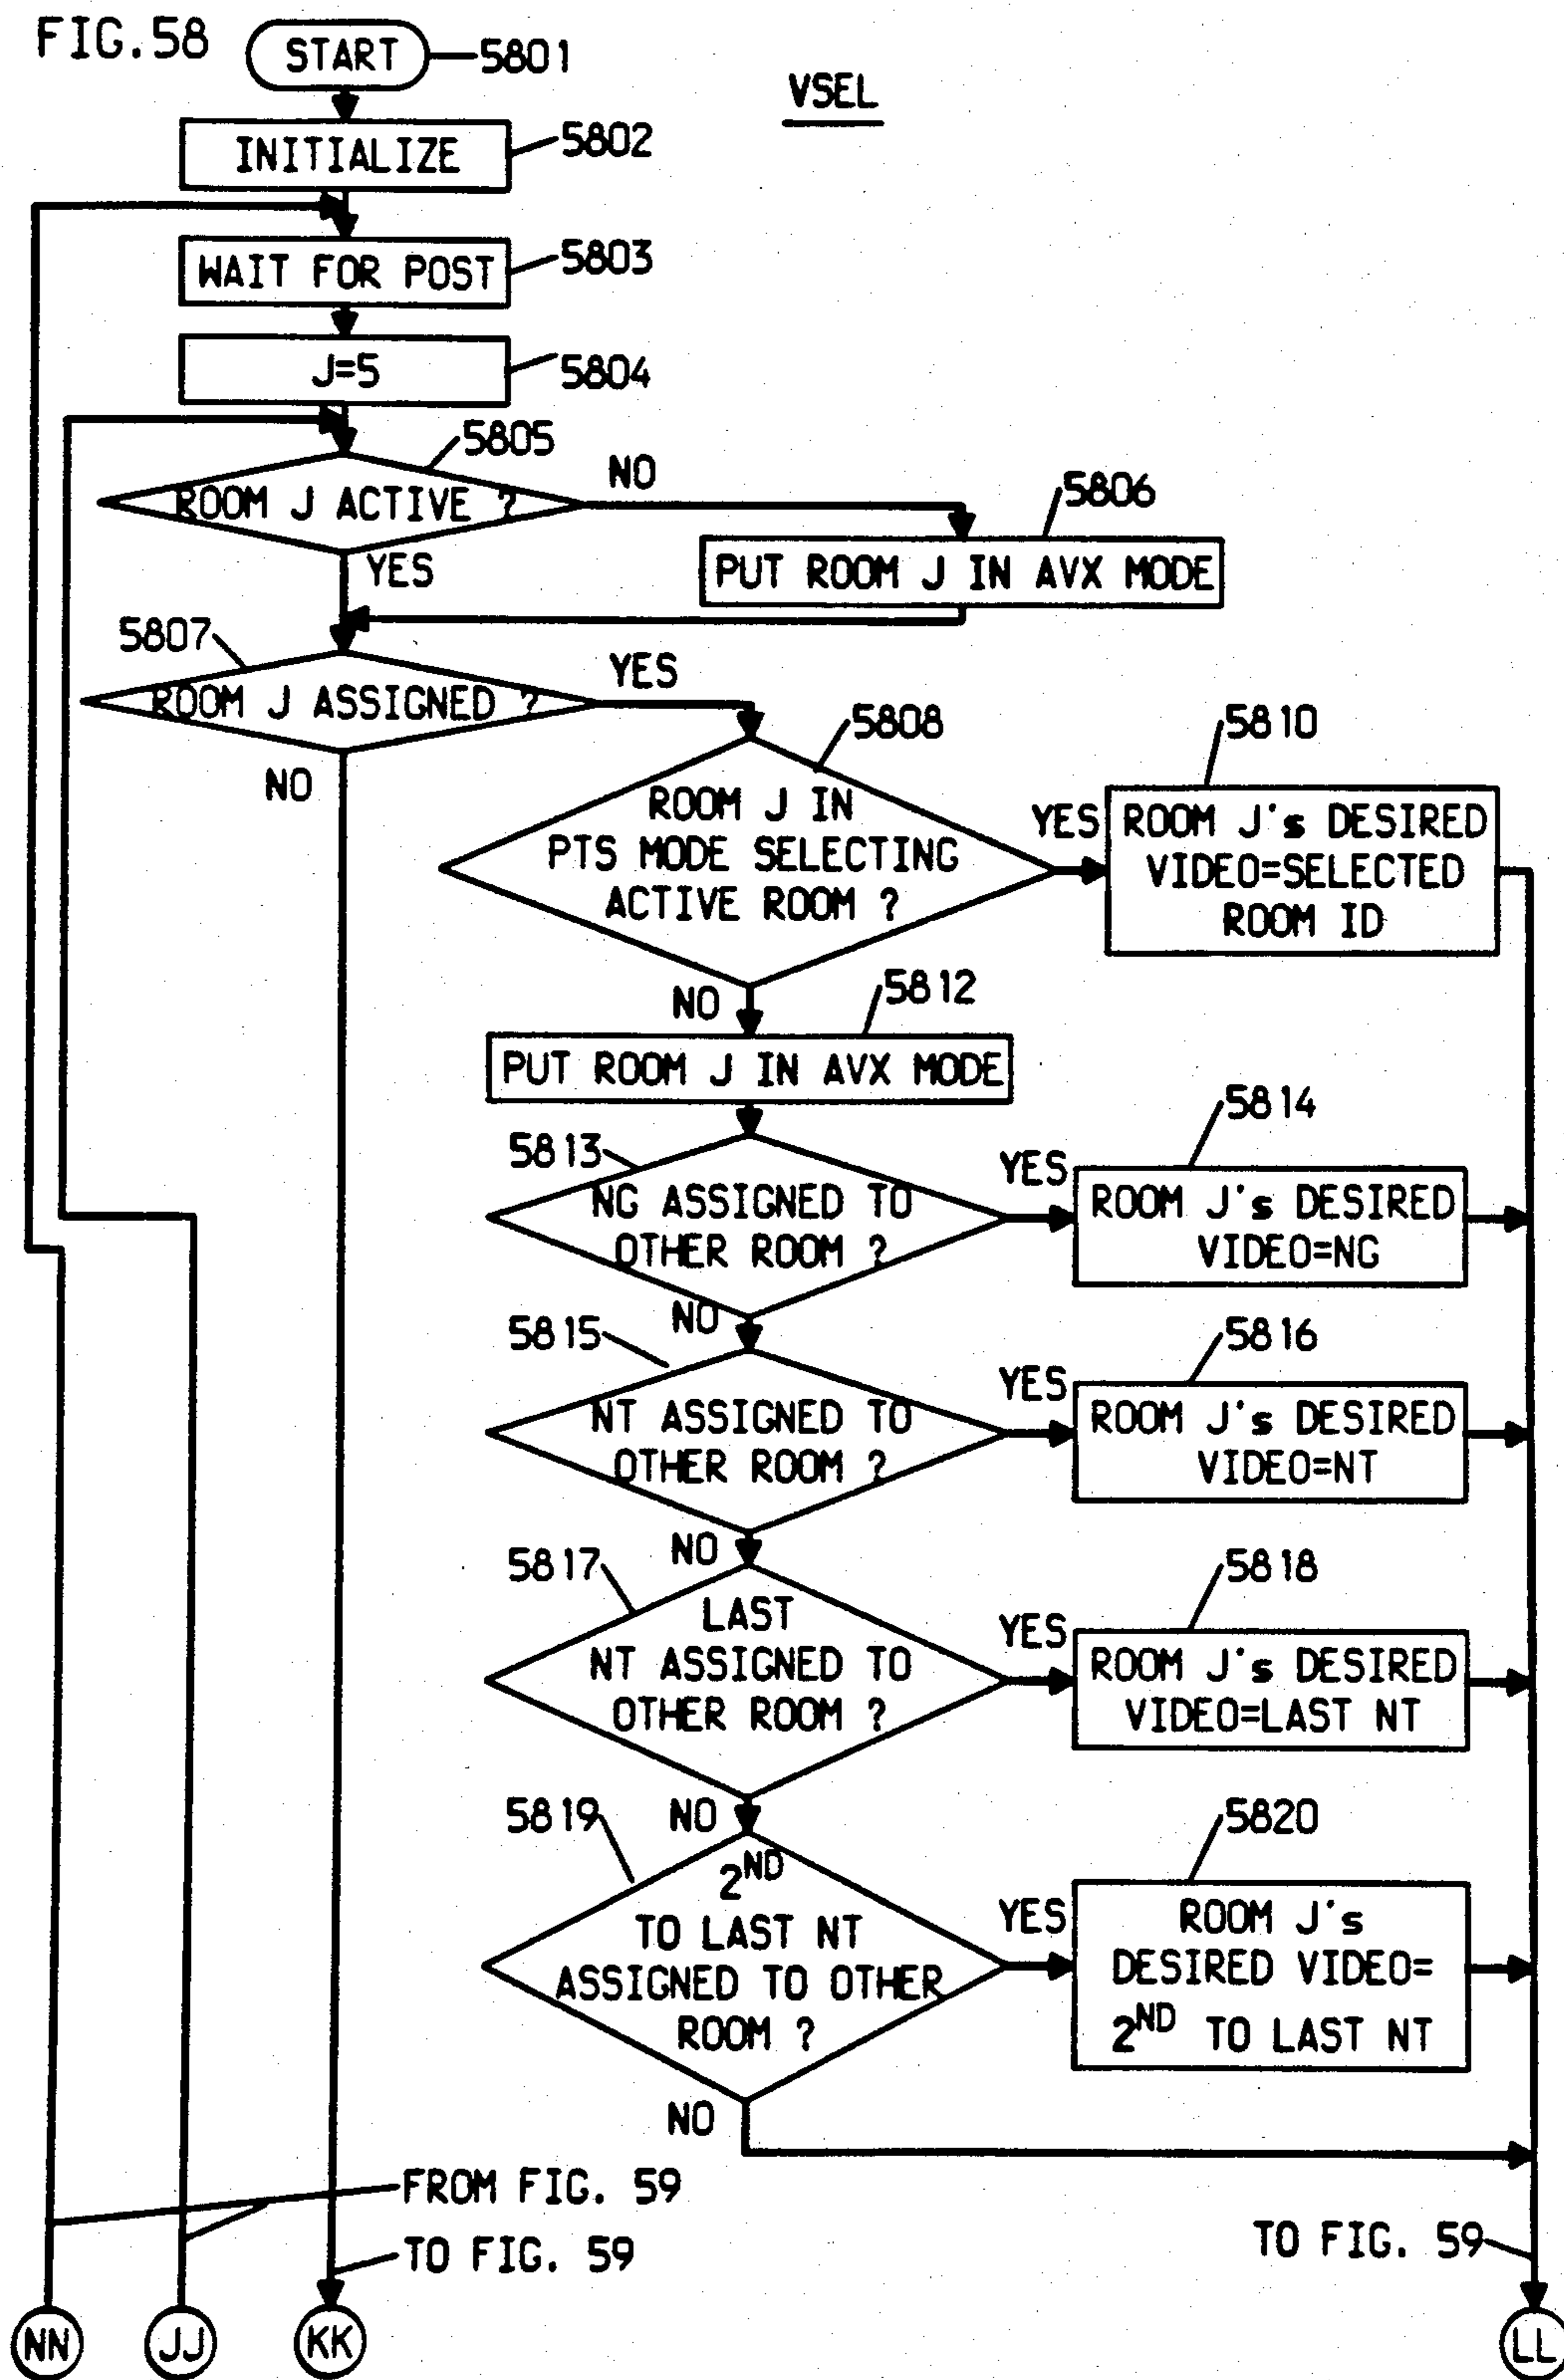 FIG.58
START
5801
VSEL
INITIALIZE
5802
WAIT FOR POST
5803
J=5
5804
5805
ROOM J ACTIVE ?
NO
5806
YES
PUT ROOM J IN AVX MODE
5807
ROOM J ASSIGNED ?
YES
NO
5808
ROOM J IN
PTS MODE SELECTING
ACTIVE ROOM ?
YES
5810
ROOM J's DESIRED
VIDEO=SELECTED
ROOM ID
NO
5812
PUT ROOM J IN AVX MODE
5813
NG ASSIGNED TO
OTHER ROOM ?
YES
5814
ROOM J's DESIRED
VIDEO=NG
NO
5815
NT ASSIGNED TO
OTHER ROOM ?
YES
5816
ROOM J's DESIRED
VIDEO=NT
NO
5817
LAST
NT ASSIGNED TO
OTHER ROOM ?
YES
5818
ROOM J's DESIRED
VIDEO=LAST NT
NO
5819
2ND
TO LAST NT
ASSIGNED TO OTHER
ROOM ?
YES
5820
ROOM J's
DESIRED VIDEO=
2ND TO LAST NT
NO
FROM FIG. 59
TO FIG. 59
TO FIG. 59
NN
JJ
KK
LL